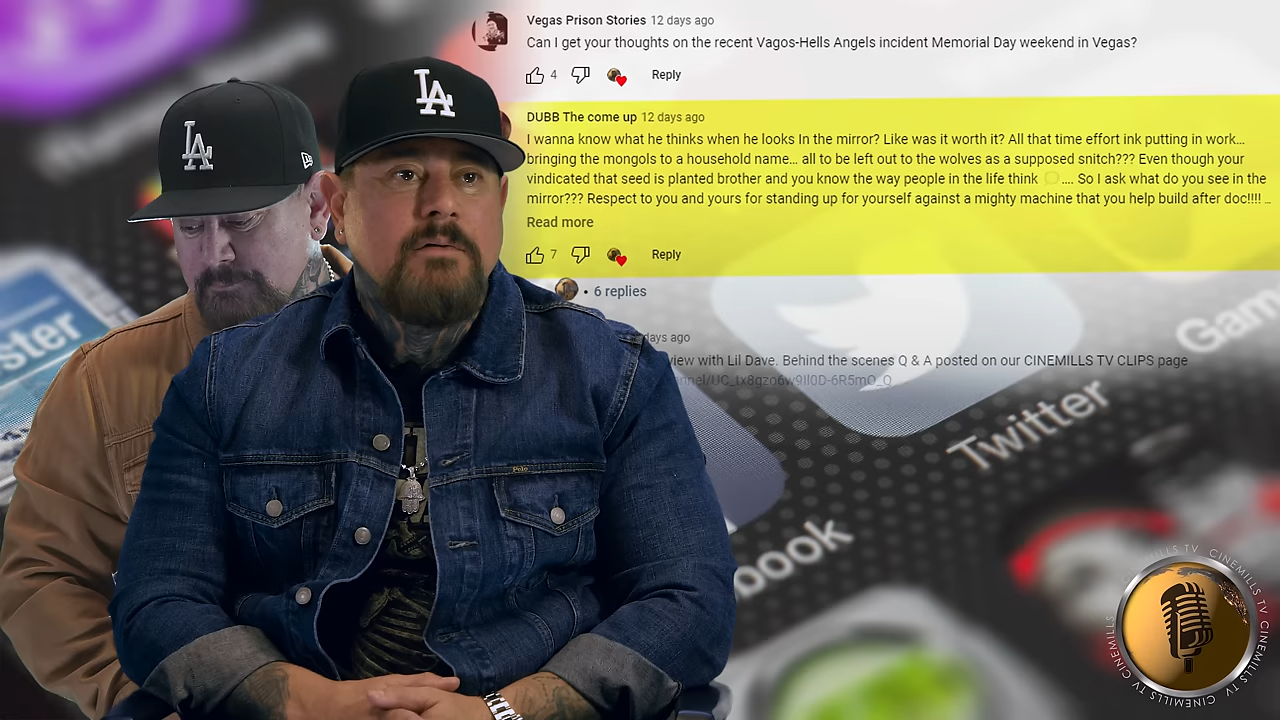 Vegas Prison Stories 12 days ago
Can I get your thoughts on the recent Vagos-Hells Angels incident Memorial Day weekend in Vegas?
4 Reply
DUBB The come up 12 days ago
I wanna know what he thinks when he looks In the mirror? Like was it worth it? All that time effort ink putting in work...
bringing the mongols to a household name... all to be left out to the wolves as a supposed snitch??? Even though your
vindicated that seed is planted brother and you know the way people in the life think .... So I ask what do you see in the
mirror??? Respect to you and yours for standing up for yourself against a mighty machine that you help build after doc!!!! ...
Read more
7 Reply
• 6 replies
days ago
view with Lil Dave. Behind the scenes Q & A posted on our CINEMILLS TV CLIPS page
LA
LA
Polo
ster
Gam
Twitter
book
CINEMILLS TV CINEMILLS TV CINEMILLS TV CINEMILLS TV